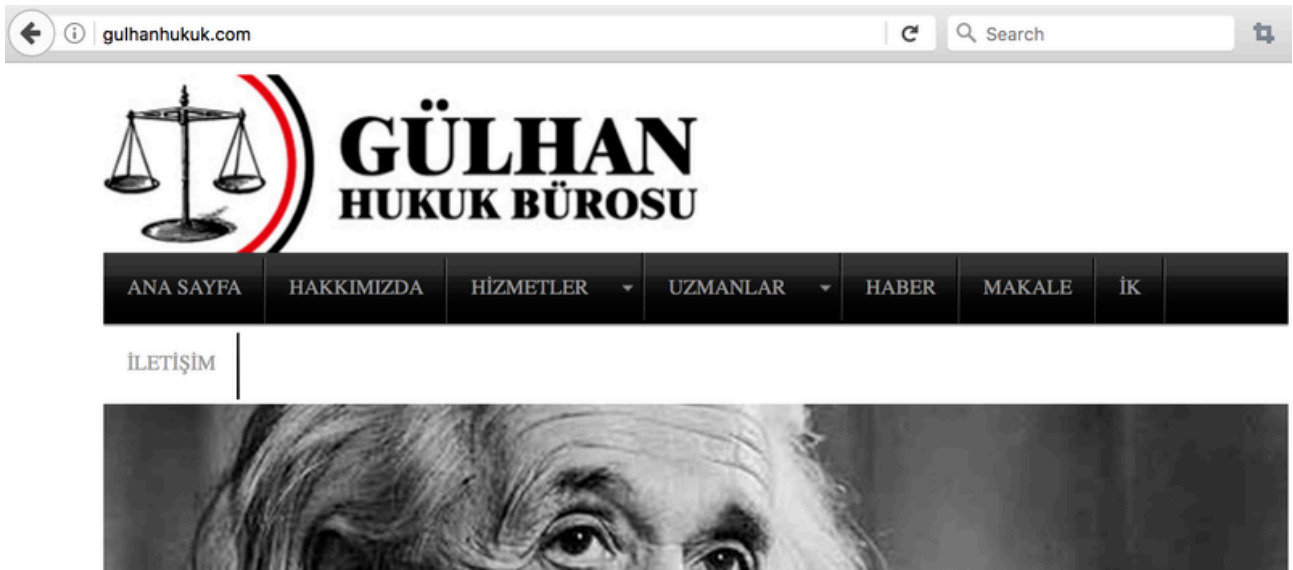 gulhanhukuk.com
Search
GÜLHAN
HUKUK BÜROSU
ANA SAYFA HAKKIMIZDA HİZMETLER UZMANLAR HABER MAKALE İK
İLETİŞİM